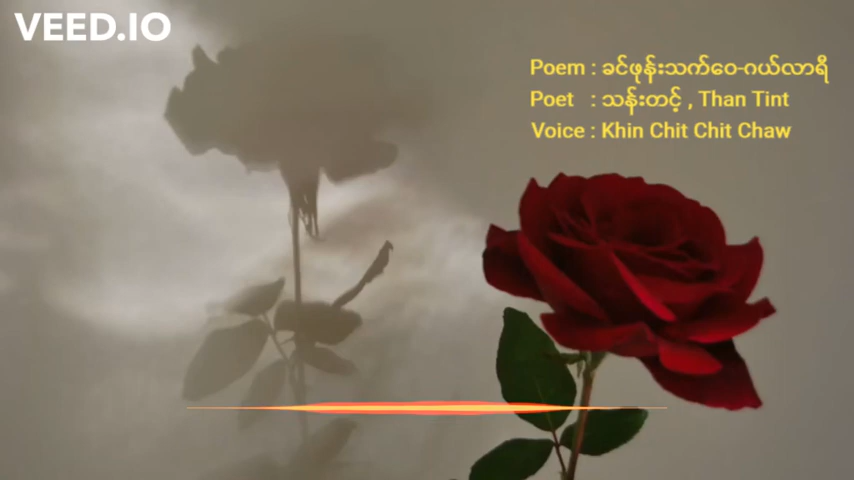 VEED.IO
Poem : ခင်ဖုန်းသက်ဝေ-ဂယ်လာရီ
Poet : သန်းတင့် , Than Tint
Voice : Khin Chit Chit Chaw